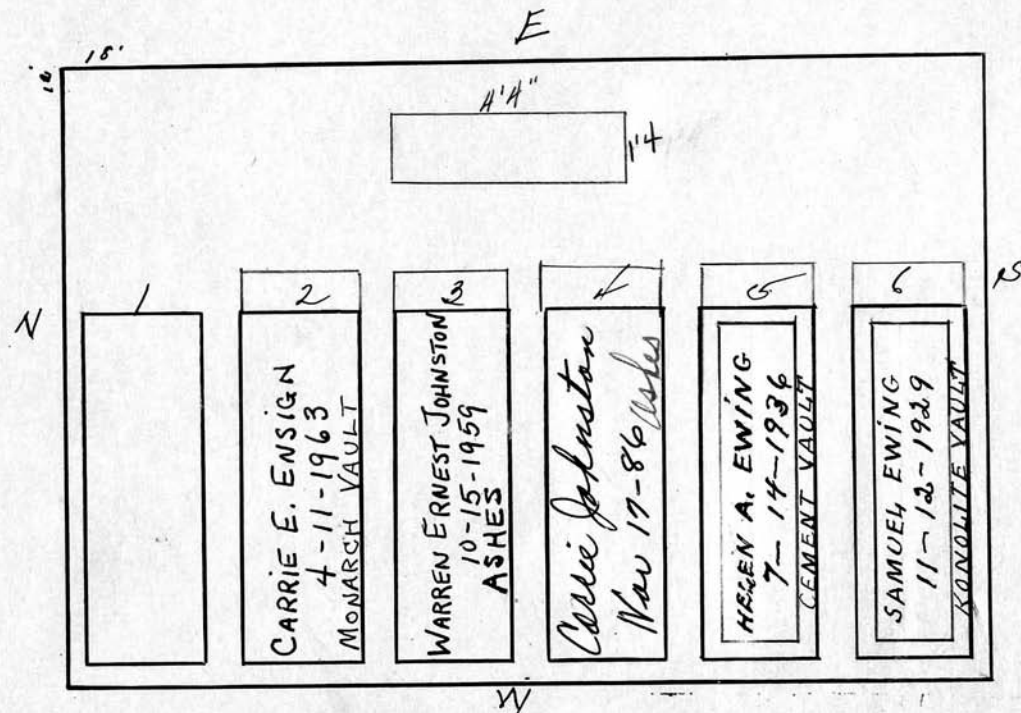 E
18'
12'
4'4"
1'4
N
1
2
3
4
5
6
S
CARRIE E. ENSIGN
4-11-1963
MONARCH VAULT
WARREN ERNEST JOHNSTON
10-15-1959
ASHES
Carrie Johnston
Nov 17-86 ashes
HELEN A. EWING
7-14-1936
CEMENT VAULT
SAMUEL EWING
11-12-1929
KONOLITE VAULT
W